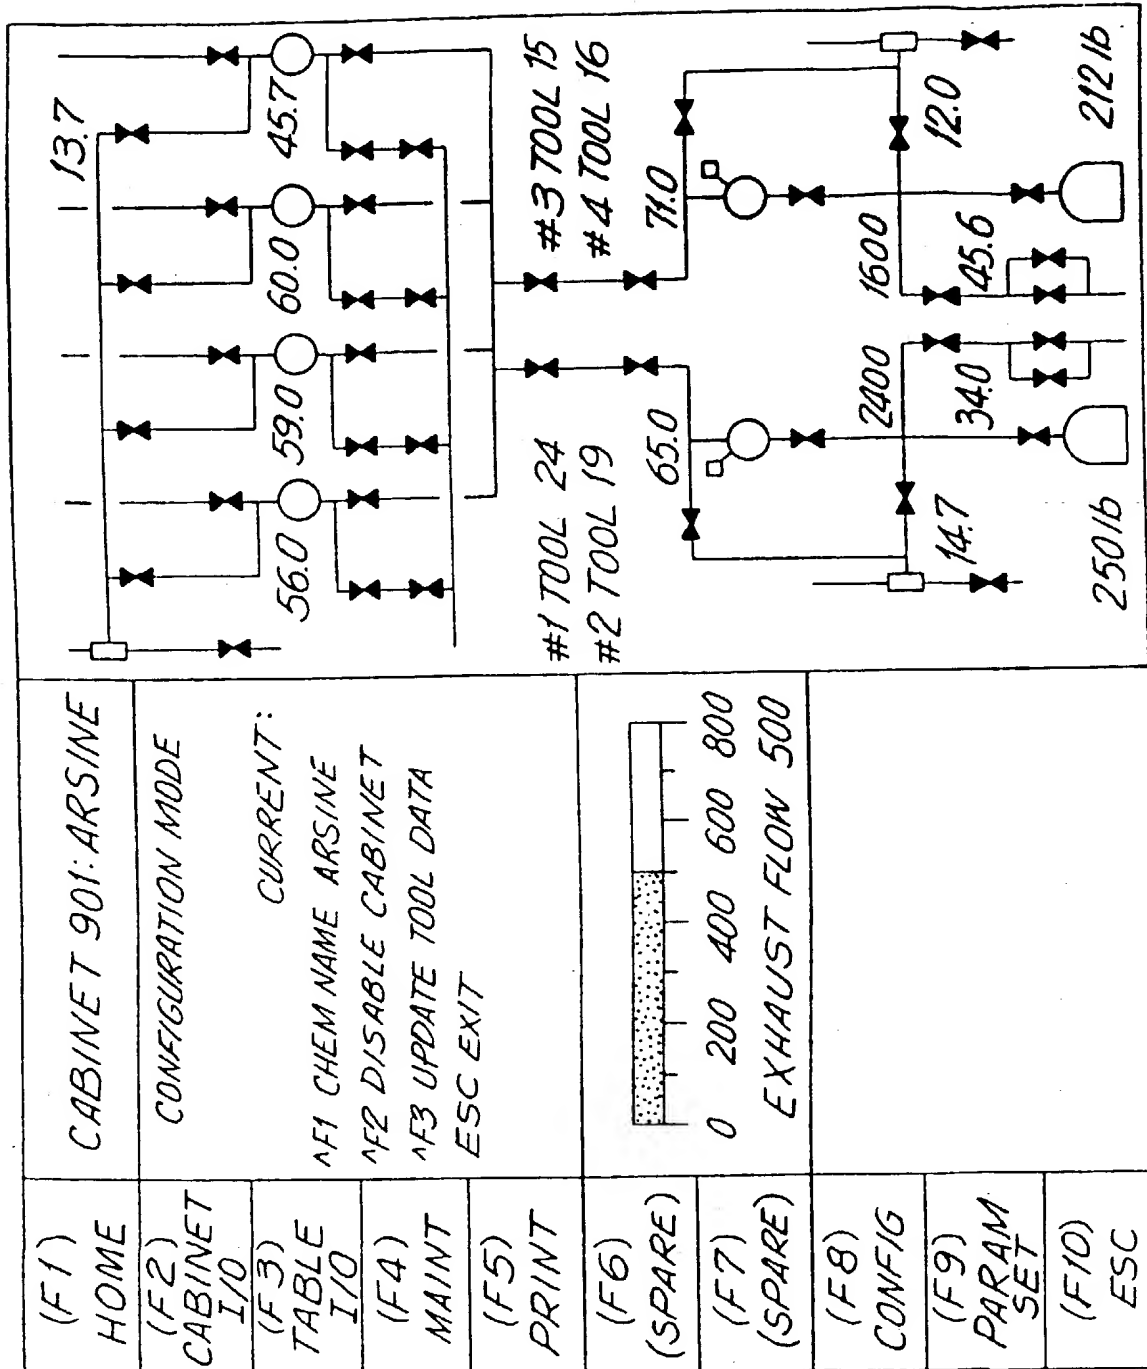 (F1)
HOME
(F2)
CABINET
I/O
(F3)
TABLE
I/O
(F4)
MAINT
(F5)
PRINT
(F6)
(SPARE)
(F7)
(SPARE)
(F8)
CONFIG
(F9)
PARAM
SET
(F10)
ESC
CABINET 901: ARSINE
CONFIGURATION MODE
CURRENT:
^F1 CHEM NAME ARSINE
^F2 DISABLE CABINET
^F3 UPDATE TOOL DATA
ESC EXIT
0 200 400 600 800
EXHAUST FLOW 500
13.7
56.0 59.0 60.0 45.7
#1 TOOL 24 #3 TOOL 15
#2 TOOL 19 #4 TOOL 16
65.0 71.0
2400 1600
14.7 34.0 45.6 12.0
250 lb 212 lb